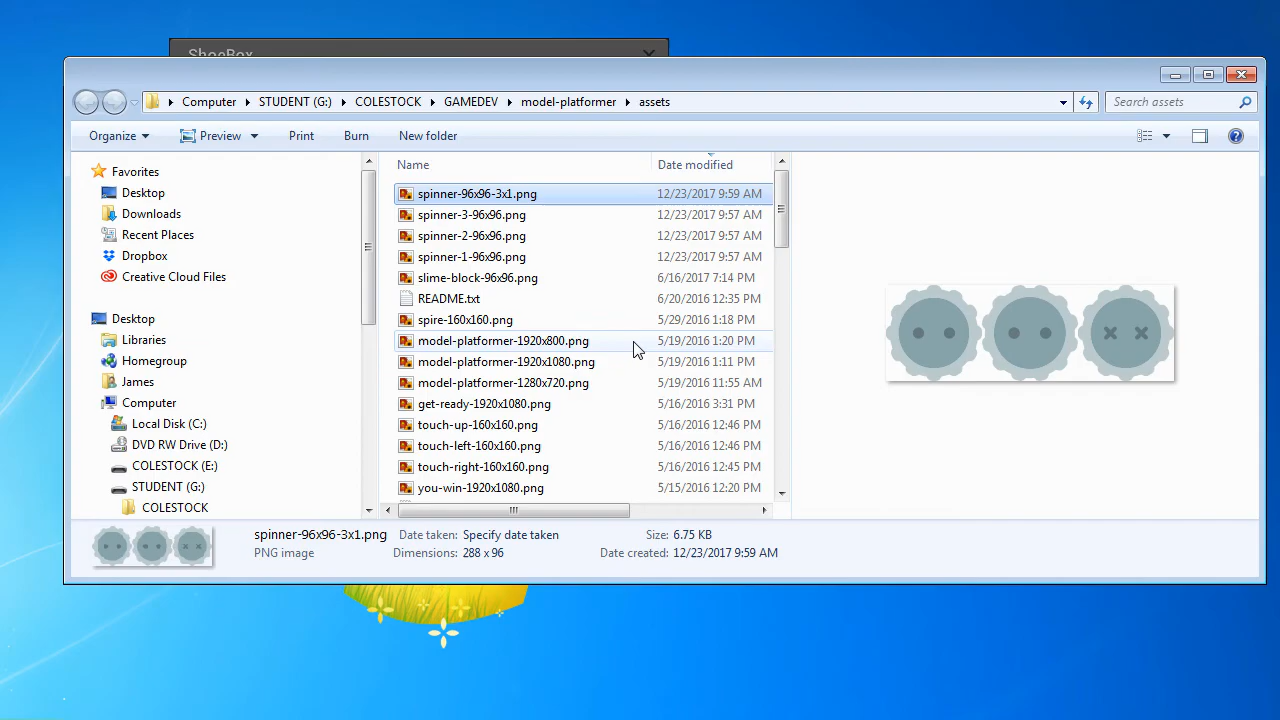 ShoeBox
Computer STUDENT (G:) COLESTOCK GAMEDEV model-platformer assets
Search assets
Organize Preview Print Burn New folder
Name Date modified
Favorites
Desktop
Downloads
Recent Places
Dropbox
Creative Cloud Files
Desktop
Libraries
Homegroup
James
Computer
Local Disk (C:)
DVD RW Drive (D:)
COLESTOCK (E:)
STUDENT (G:)
COLESTOCK
spinner-96x96-3x1.png 12/23/2017 9:59 AM
spinner-3-96x96.png 12/23/2017 9:57 AM
spinner-2-96x96.png 12/23/2017 9:57 AM
spinner-1-96x96.png 12/23/2017 9:57 AM
slime-block-96x96.png 6/16/2017 7:14 PM
README.txt 6/20/2016 12:35 PM
spire-160x160.png 5/29/2016 1:18 PM
model-platformer-1920x800.png 5/19/2016 1:20 PM
model-platformer-1920x1080.png 5/19/2016 1:11 PM
model-platformer-1280x720.png 5/19/2016 11:55 AM
get-ready-1920x1080.png 5/16/2016 3:31 PM
touch-up-160x160.png 5/16/2016 12:46 PM
touch-left-160x160.png 5/16/2016 12:46 PM
touch-right-160x160.png 5/16/2016 12:45 PM
you-win-1920x1080.png 5/15/2016 12:20 PM
spinner-96x96-3x1.png Date taken: Specify date taken Size: 6.75 KB
PNG image Dimensions: 288 x 96 Date created: 12/23/2017 9:59 AM